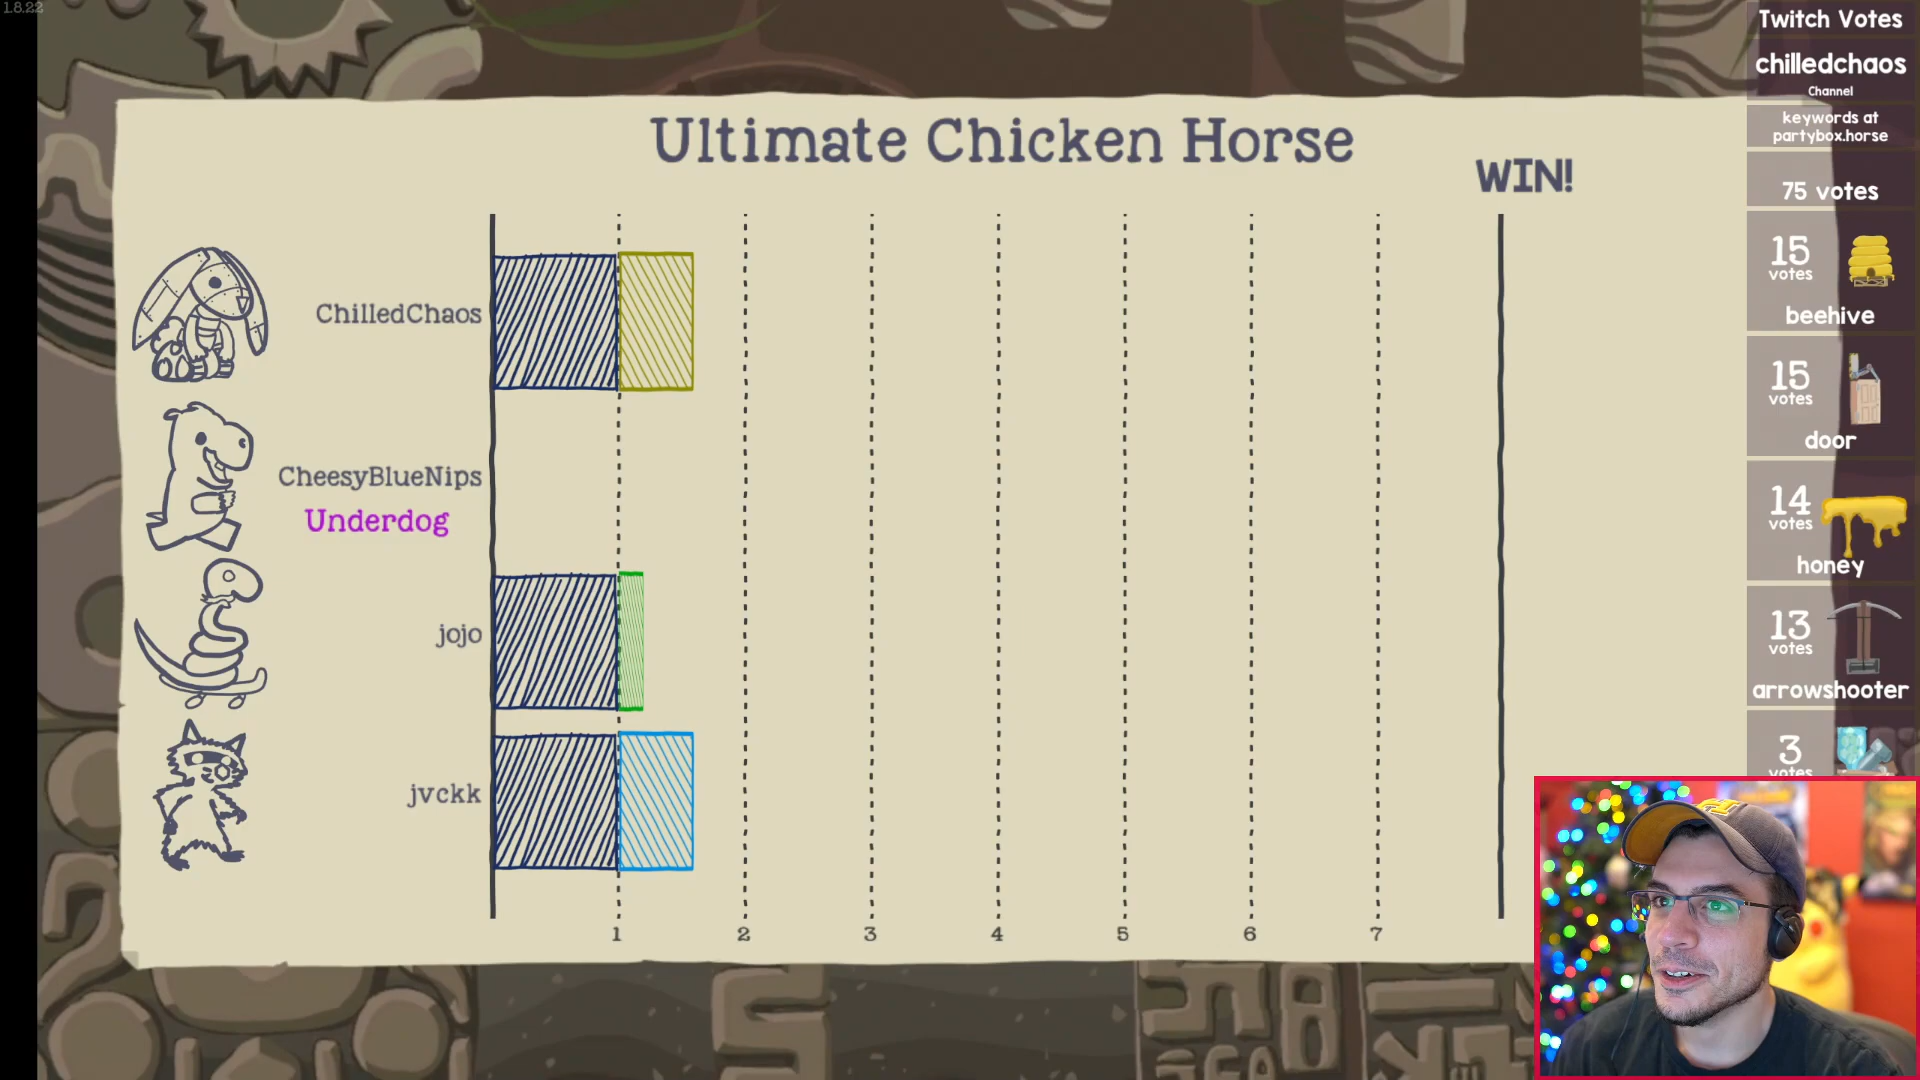 1.8.22
Ultimate Chicken Horse
WIN!
ChilledChaos
CheesyBlueNips
Underdog
jojo
jvckk
1 2 3 4 5 6 7
Twitch Votes
chilledchaos
Channel
keywords at
partybox.horse
75 votes
15
votes
beehive
15
votes
door
14
votes
honey
13
votes
arrowshooter
3
votes